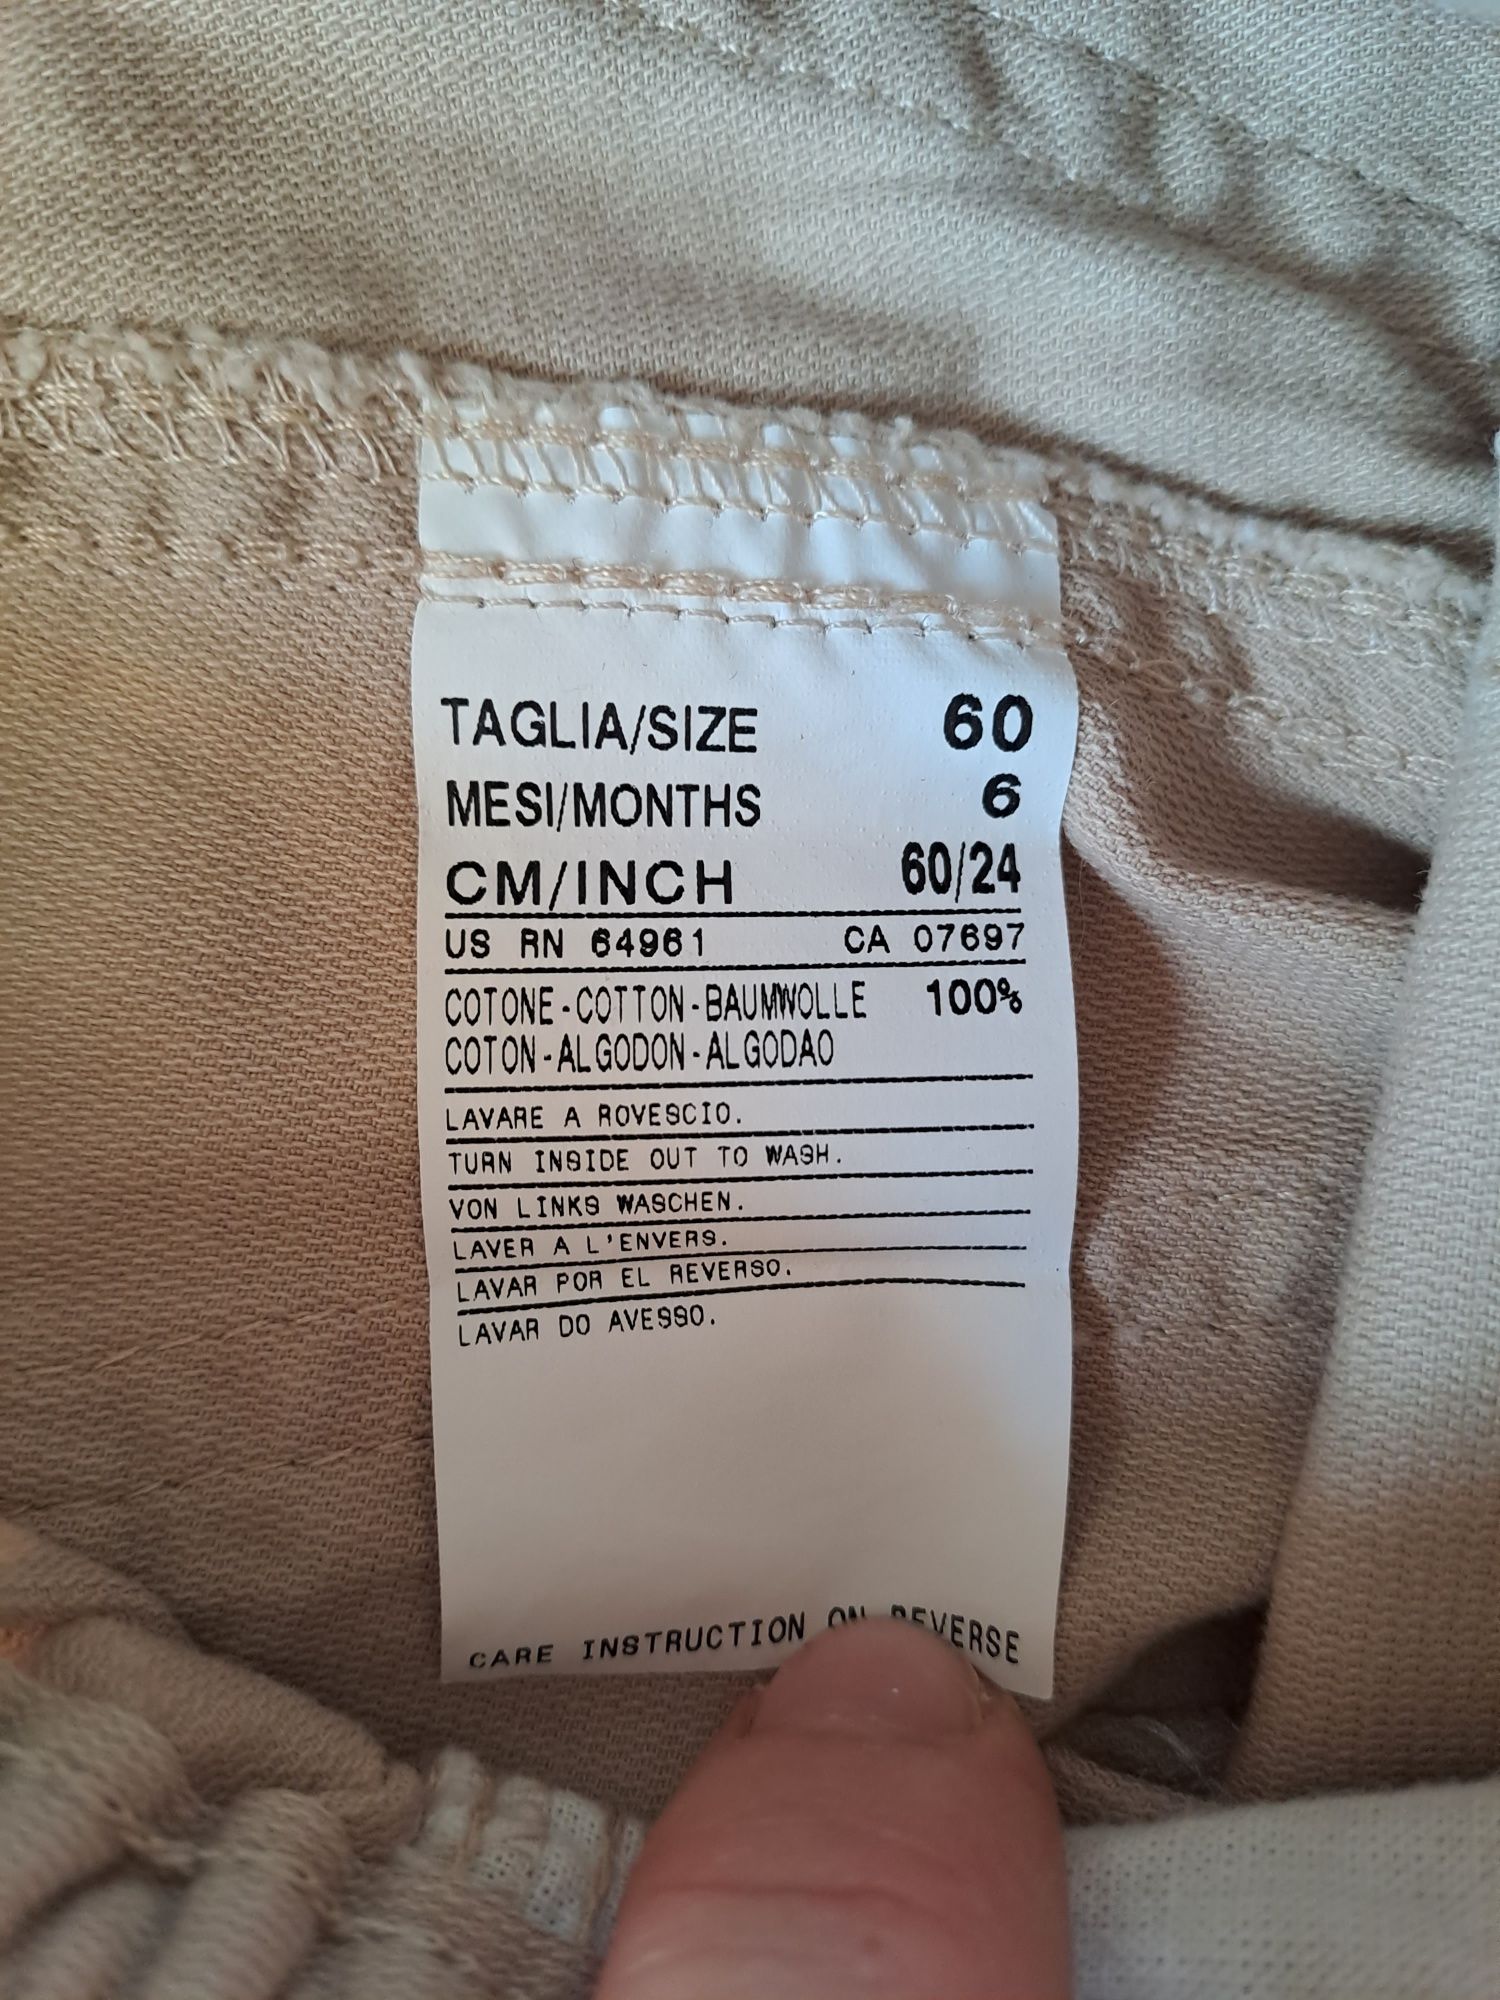 TAGLIA/SIZE 60
MESI/MONTHS 6
CM/INCH 60/24
US RN 64961 CA 07697
COTONE-COTTON-BAUMWOLLE 100%
COTON-ALGODON-ALGODAO
LAVARE A ROVESCIO.
TURN INSIDE OUT TO WASH.
VON LINKS WASCHEN.
LAVER A L'ENVERS.
LAVAR POR EL REVERSO.
LAVAR DO AVESSO.
CARE INSTRUCTION ON REVERSE